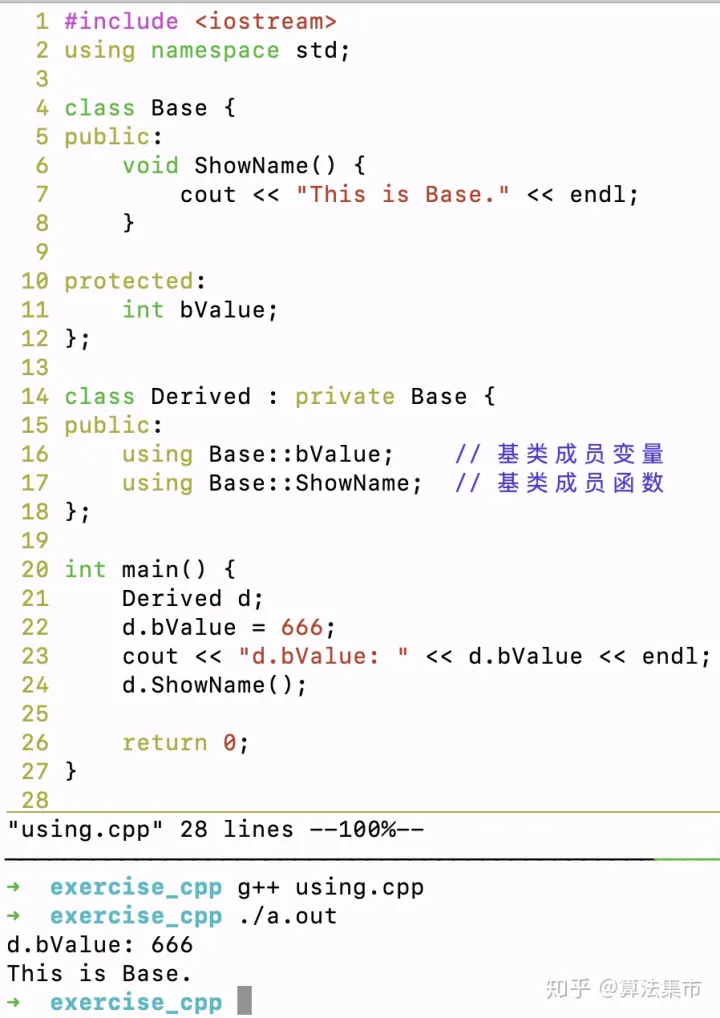 1 #include <iostream>
2 using namespace std;
3
4 class Base {
5 public:
6     void ShowName() {
7         cout << "This is Base." << endl;
8     }
9
10 protected:
11     int bValue;
12 };
13
14 class Derived : private Base {
15 public:
16     using Base::bValue;    // 基类成员变量
17     using Base::ShowName;  // 基类成员函数
18 };
19
20 int main() {
21     Derived d;
22     d.bValue = 666;
23     cout << "d.bValue: " << d.bValue << endl;
24     d.ShowName();
25
26     return 0;
27 }
28
"using.cpp" 28 lines --100%--
➜  exercise_cpp g++ using.cpp
➜  exercise_cpp ./a.out
d.bValue: 666
This is Base.
➜  exercise_cpp
知乎 @算法集市